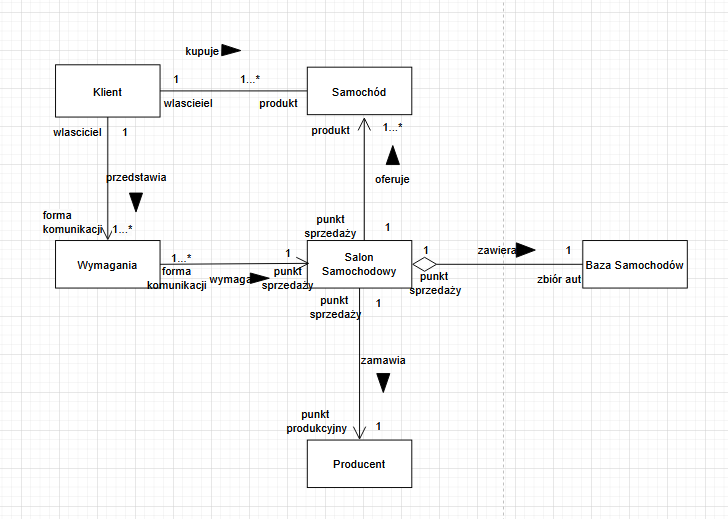 kupuje
1
1...*
Klient
Samochód
wlascieiel
produkt
wlasciciel
1
produkt
1...*
przedstawia
oferuje
forma
komunikacji
1...*
punkt
sprzedaży
1
Wymagania
1...*
1
Salon
Samochodowy
1
zawiera
1
Baza Samochodów
forma
komunikacji
wymaga
punkt
sprzedaży
punkt
sprzedaży
zbiór aut
punkt
sprzedaży
1
zamawia
punkt
produkcyjny
1
Producent